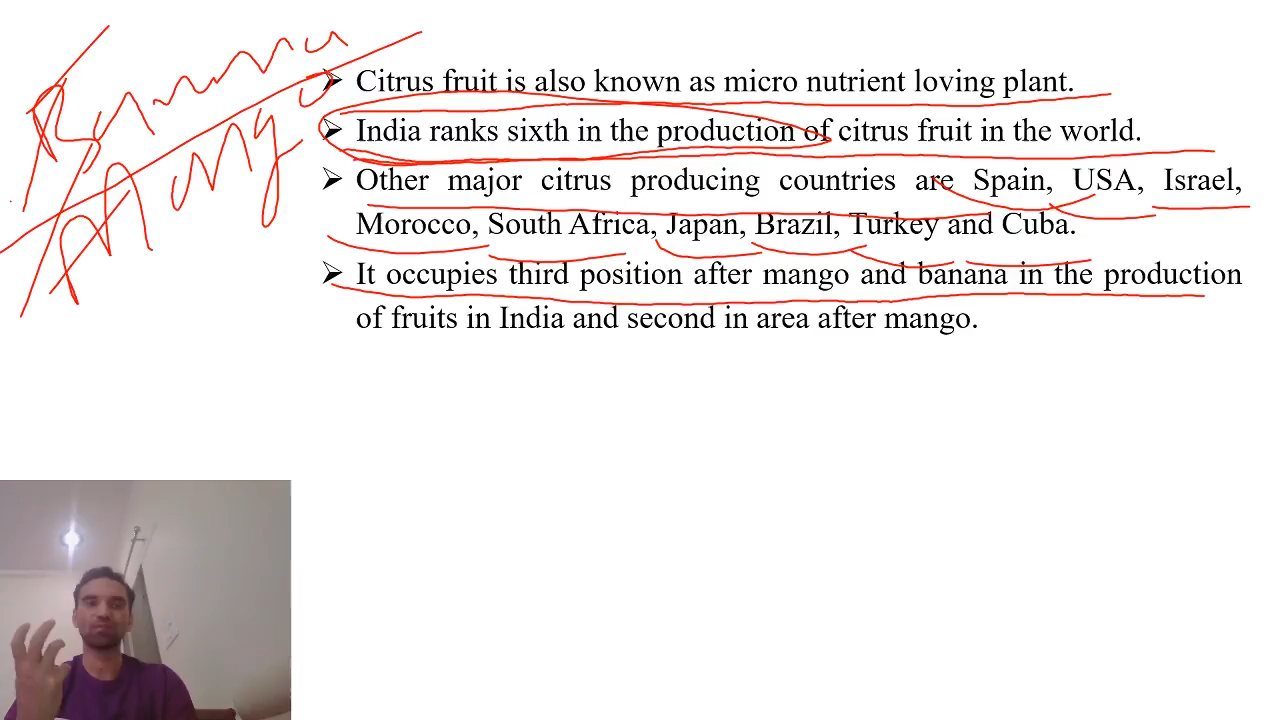 Banana
Mango
Citrus fruit is also known as micro nutrient loving plant.
India ranks sixth in the production of citrus fruit in the world.
Other major citrus producing countries are Spain, USA, Israel,
Morocco, South Africa, Japan, Brazil, Turkey and Cuba.
It occupies third position after mango and banana in the production
of fruits in India and second in area after mango.